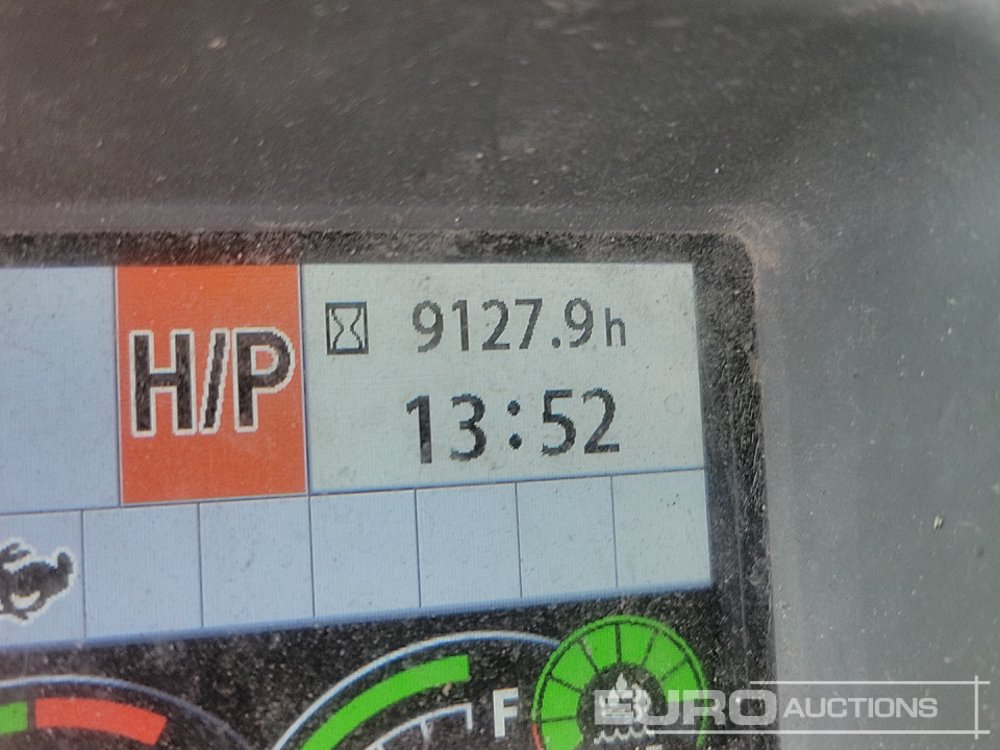 H/P
9127.9h
13:52
F
EURO AUCTIONS